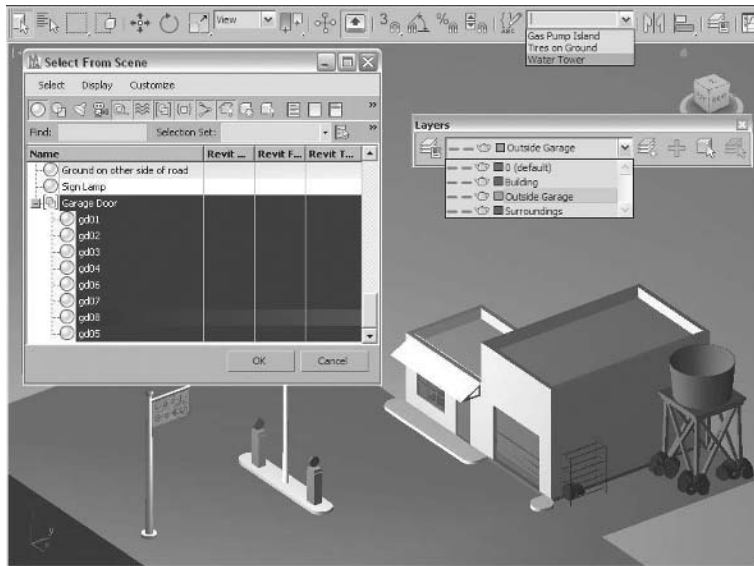 View
Gas Pump Island
Tires on Ground
Water Tower
Select From Scene
Select Display Customize
Find: Selection Set:
Name Revit ... Revit F... Revit T...
Ground on other side of road
Sign Lamp
Garage Door
gd01
gd02
gd03
gd04
gd06
gd07
gd08
gd05
OK Cancel
Layers
Outside Garage
0 (default)
Building
Outside Garage
Surroundings